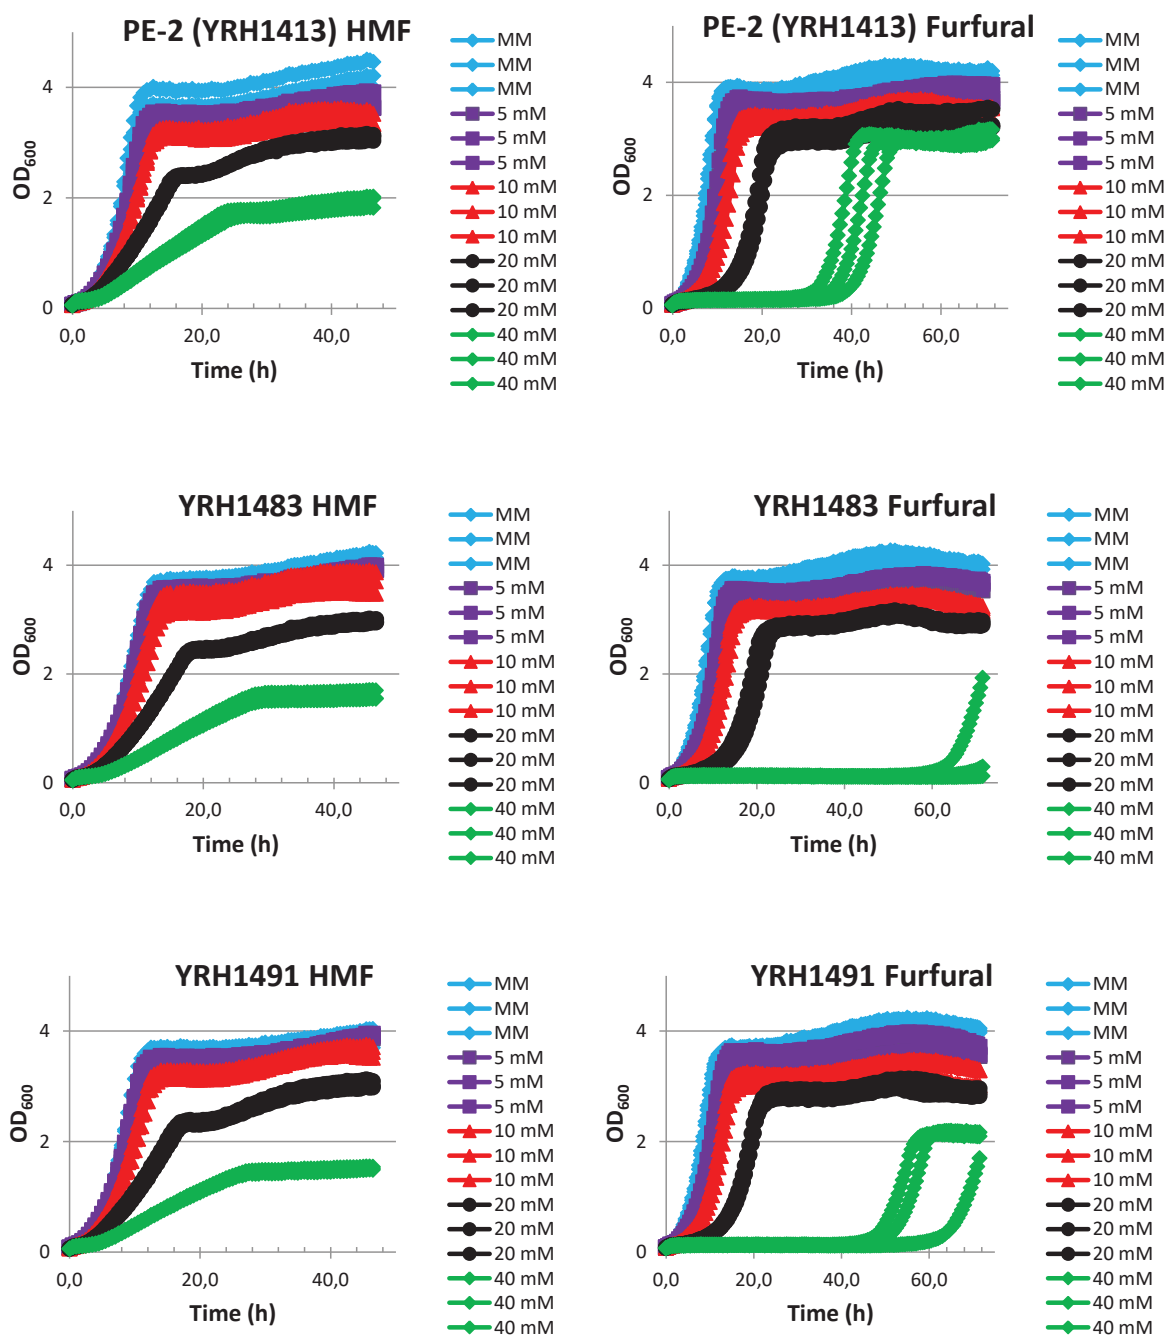 PE-2 (YRH1413) HMF
OD600
4
2
0
0,0
20,0
40,0
Time (h)
MM
MM
MM
5 mM
5 mM
5 mM
10 mM
10 mM
10 mM
20 mM
20 mM
20 mM
40 mM
40 mM
40 mM
PE-2 (YRH1413) Furfural
OD600
4
2
0
0,0
20,0
40,0
60,0
Time (h)
MM
MM
MM
5 mM
5 mM
5 mM
10 mM
10 mM
10 mM
20 mM
20 mM
20 mM
40 mM
40 mM
40 mM
YRH1483 HMF
OD600
4
2
0
0,0
20,0
40,0
Time (h)
MM
MM
MM
5 mM
5 mM
5 mM
10 mM
10 mM
10 mM
20 mM
20 mM
20 mM
40 mM
40 mM
40 mM
YRH1483 Furfural
OD600
4
2
0
0,0
20,0
40,0
60,0
Time (h)
MM
MM
MM
5 mM
5 mM
5 mM
10 mM
10 mM
10 mM
20 mM
20 mM
20 mM
40 mM
40 mM
40 mM
YRH1491 HMF
OD600
4
2
0
0,0
20,0
40,0
Time (h)
MM
MM
MM
5 mM
5 mM
5 mM
10 mM
10 mM
10 mM
20 mM
20 mM
20 mM
40 mM
40 mM
40 mM
YRH1491 Furfural
OD600
4
2
0
0,0
20,0
40,0
60,0
Time (h)
MM
MM
MM
5 mM
5 mM
5 mM
10 mM
10 mM
10 mM
20 mM
20 mM
20 mM
40 mM
40 mM
40 mM